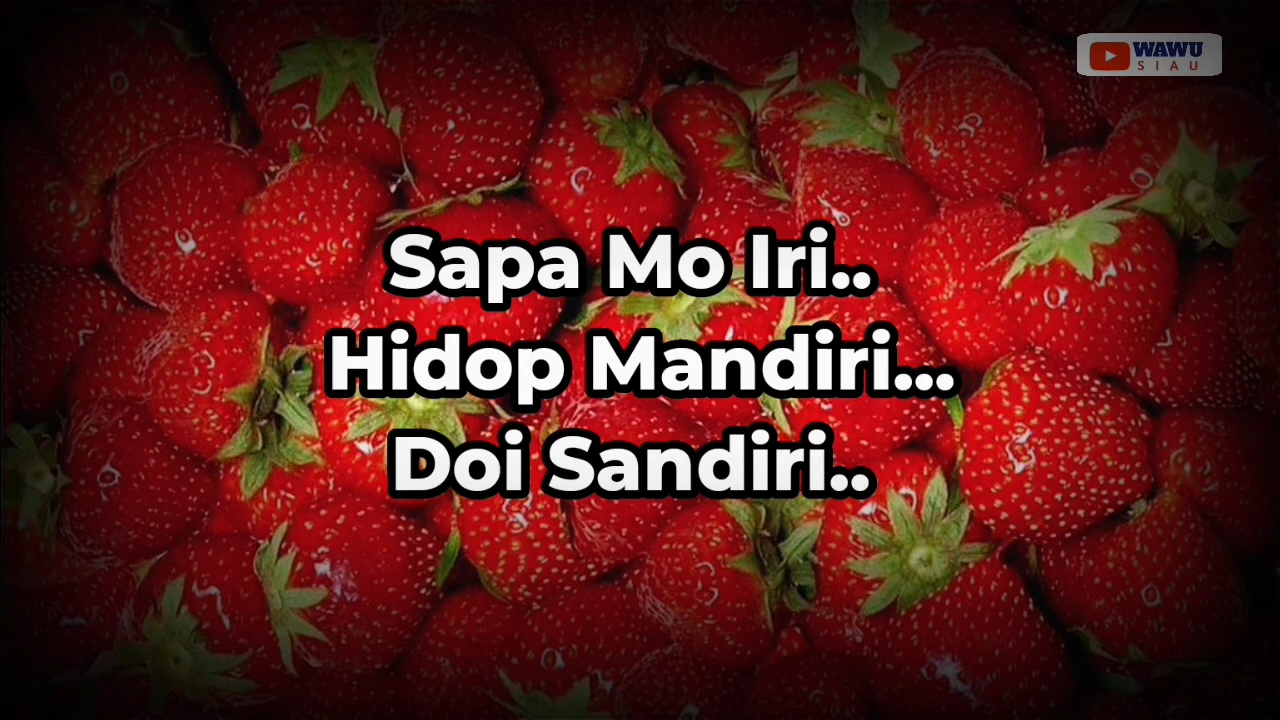 WAWU
SIAU
Sapa Mo Iri..
Hidop Mandiri...
Doi Sandiri..